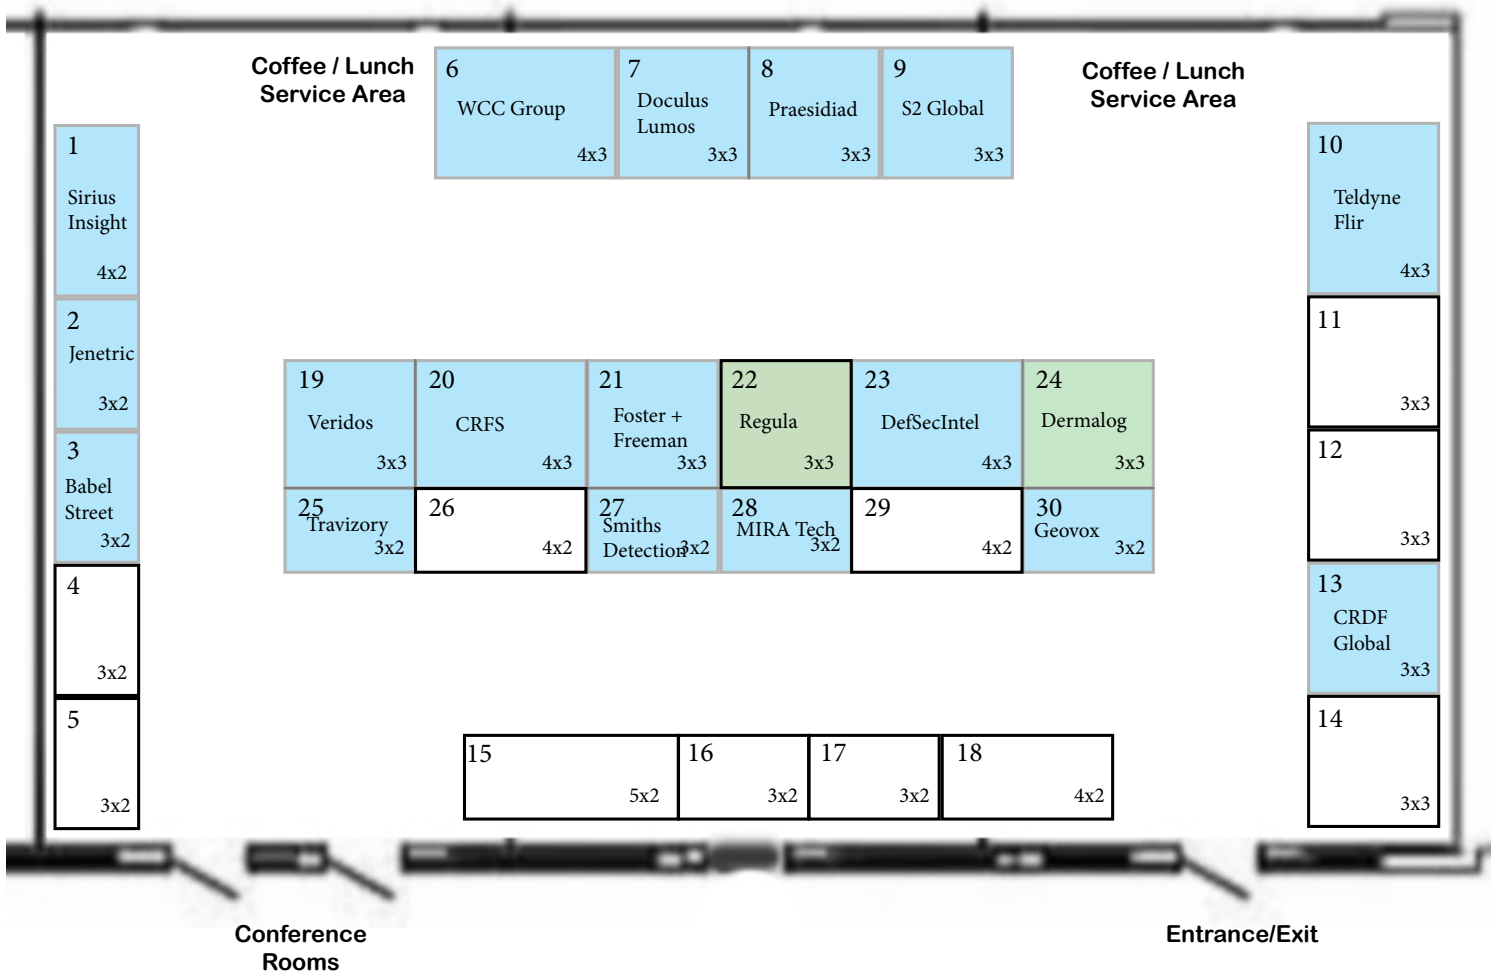 Coffee / Lunch
Service Area
6
WCC Group
4x3
7
Doculus
Lumos
3x3
8
Praesidiad
3x3
9
S2 Global
3x3
Coffee / Lunch
Service Area
1
Sirius
Insight
4x2
2
Jenetric
3x2
3
Babel
Street
3x2
4
3x2
5
3x2
10
Teldyne
Flir
4x3
11
3x3
12
3x3
13
CRDF
Global
3x3
14
3x3
19
Veridos
3x3
20
CRFS
4x3
21
Foster +
Freeman
3x3
22
Regula
3x3
23
DefSecIntel
4x3
24
Dermalog
3x3
25
Travizory
3x2
26
4x2
27
Smiths
Detection
3x2
28
MIRA Tech
3x2
29
4x2
30
Geovox
3x2
15
5x2
16
3x2
17
3x2
18
4x2
Conference
Rooms
Entrance/Exit